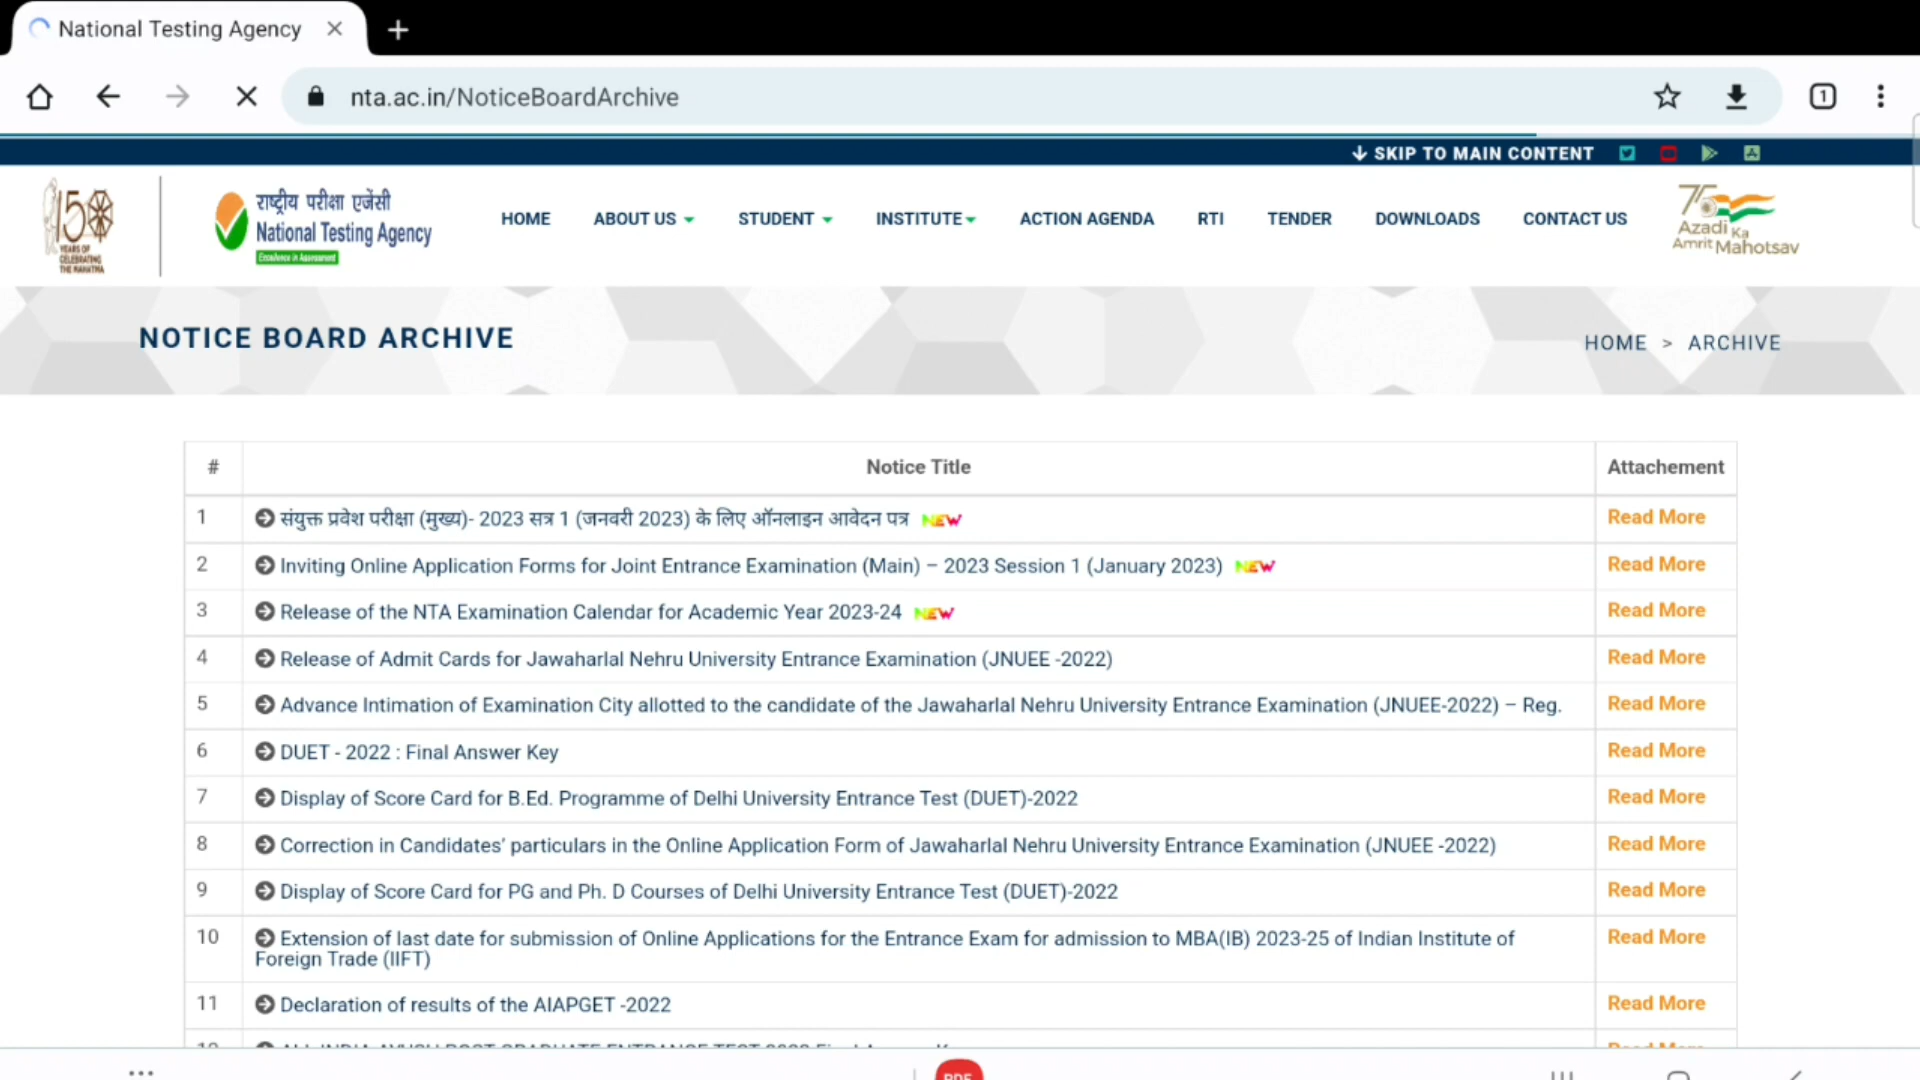 National Testing Agency
nta.ac.in/NoticeBoardArchive
1
SKIP TO MAIN CONTENT
150
YEARS OF
CELEBRATING
THE MAHATMA
राष्ट्रीय परीक्षा एजेंसी
National Testing Agency
Excellence in Assessment
HOME ABOUT US STUDENT INSTITUTE ACTION AGENDA RTI TENDER DOWNLOADS CONTACT US
75
Azadi Ka
Amrit Mahotsav
NOTICE BOARD ARCHIVE
HOME > ARCHIVE
# Notice Title Attachement
1 संयुक्त प्रवेश परीक्षा (मुख्य)- 2023 सत्र 1 (जनवरी 2023) के लिए ऑनलाइन आवेदन पत्र NEW Read More
2 Inviting Online Application Forms for Joint Entrance Examination (Main) – 2023 Session 1 (January 2023) NEW Read More
3 Release of the NTA Examination Calendar for Academic Year 2023-24 NEW Read More
4 Release of Admit Cards for Jawaharlal Nehru University Entrance Examination (JNUEE -2022) Read More
5 Advance Intimation of Examination City allotted to the candidate of the Jawaharlal Nehru University Entrance Examination (JNUEE-2022) – Reg. Read More
6 DUET - 2022 : Final Answer Key Read More
7 Display of Score Card for B.Ed. Programme of Delhi University Entrance Test (DUET)-2022 Read More
8 Correction in Candidates' particulars in the Online Application Form of Jawaharlal Nehru University Entrance Examination (JNUEE -2022) Read More
9 Display of Score Card for PG and Ph. D Courses of Delhi University Entrance Test (DUET)-2022 Read More
10 Extension of last date for submission of Online Applications for the Entrance Exam for admission to MBA(IB) 2023-25 of Indian Institute of Read More
Foreign Trade (IIFT)
11 Declaration of results of the AIAPGET -2022 Read More
PDF